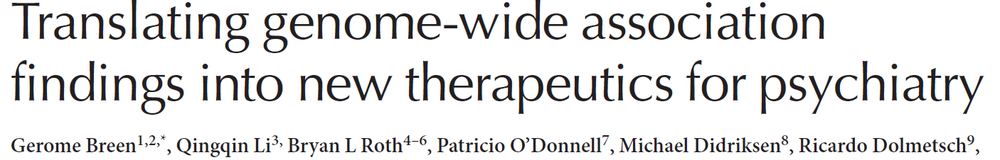 Translating genome-wide association
findings into new therapeutics for psychiatry
Gerome Breen1,2,*, Qingqin Li3, Bryan L Roth4–6, Patricio O’Donnell7, Michael Didriksen8, Ricardo Dolmetsch9,